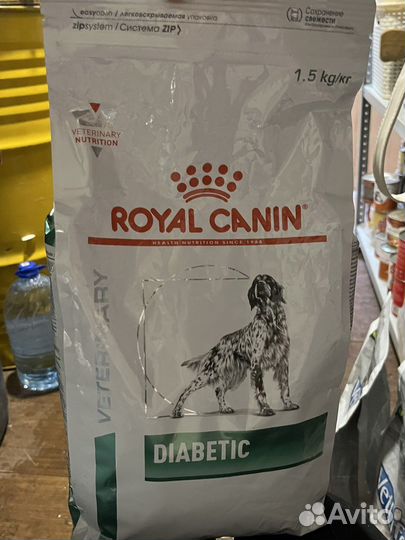 easyopen / легковскрываемая упаковка
zipsystem / Система ZIP
Сохранение
свежести
1.5 kg/кг
VETERINARY
NUTRITION
ROYAL CANIN
HEALTH NUTRITION SINCE 1968
VETERINARY
DIABETIC
Avito